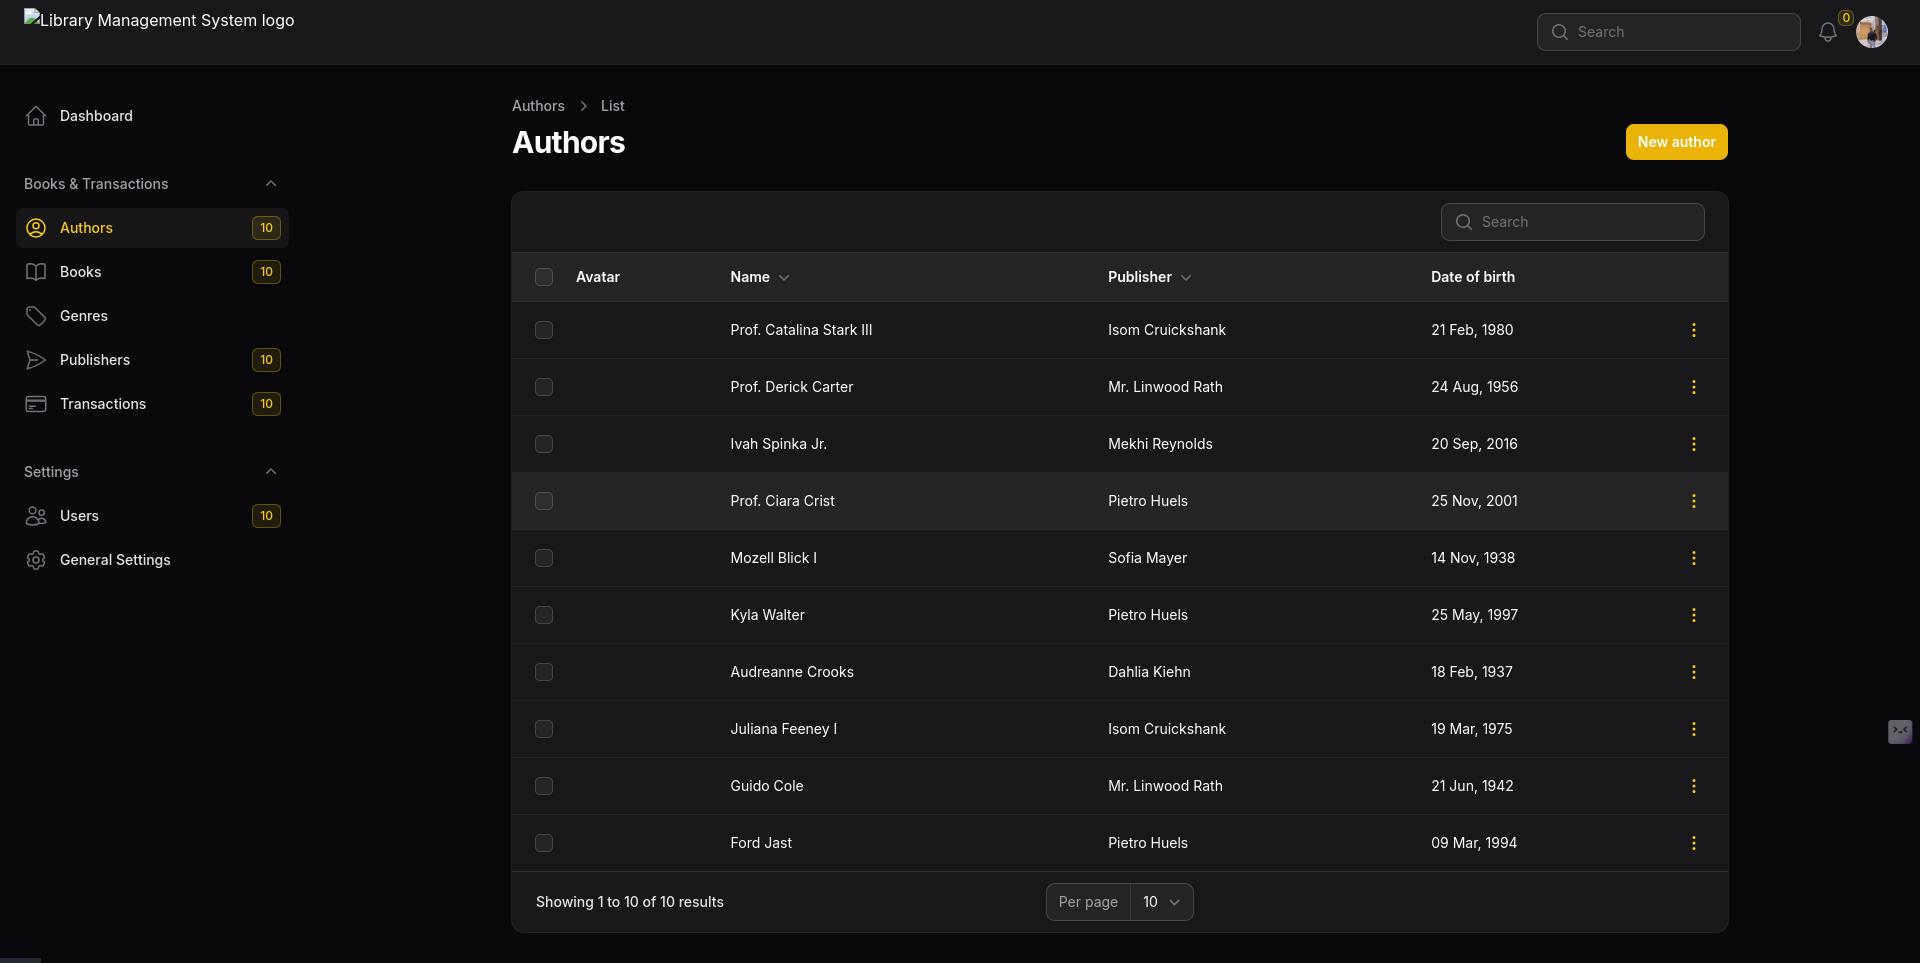 Library Management System logo
Search
0
Dashboard
Books & Transactions
Authors 10
Books 10
Genres
Publishers 10
Transactions 10
Settings
Users 10
General Settings
Authors > List
Authors
New author
Search
Avatar Name Publisher Date of birth
Prof. Catalina Stark III Isom Cruickshank 21 Feb, 1980
Prof. Derick Carter Mr. Linwood Rath 24 Aug, 1956
Ivah Spinka Jr. Mekhi Reynolds 20 Sep, 2016
Prof. Ciara Crist Pietro Huels 25 Nov, 2001
Mozell Blick I Sofia Mayer 14 Nov, 1938
Kyla Walter Pietro Huels 25 May, 1997
Audreanne Crooks Dahlia Kiehn 18 Feb, 1937
Juliana Feeney I Isom Cruickshank 19 Mar, 1975
Guido Cole Mr. Linwood Rath 21 Jun, 1942
Ford Jast Pietro Huels 09 Mar, 1994
Showing 1 to 10 of 10 results
Per page 10